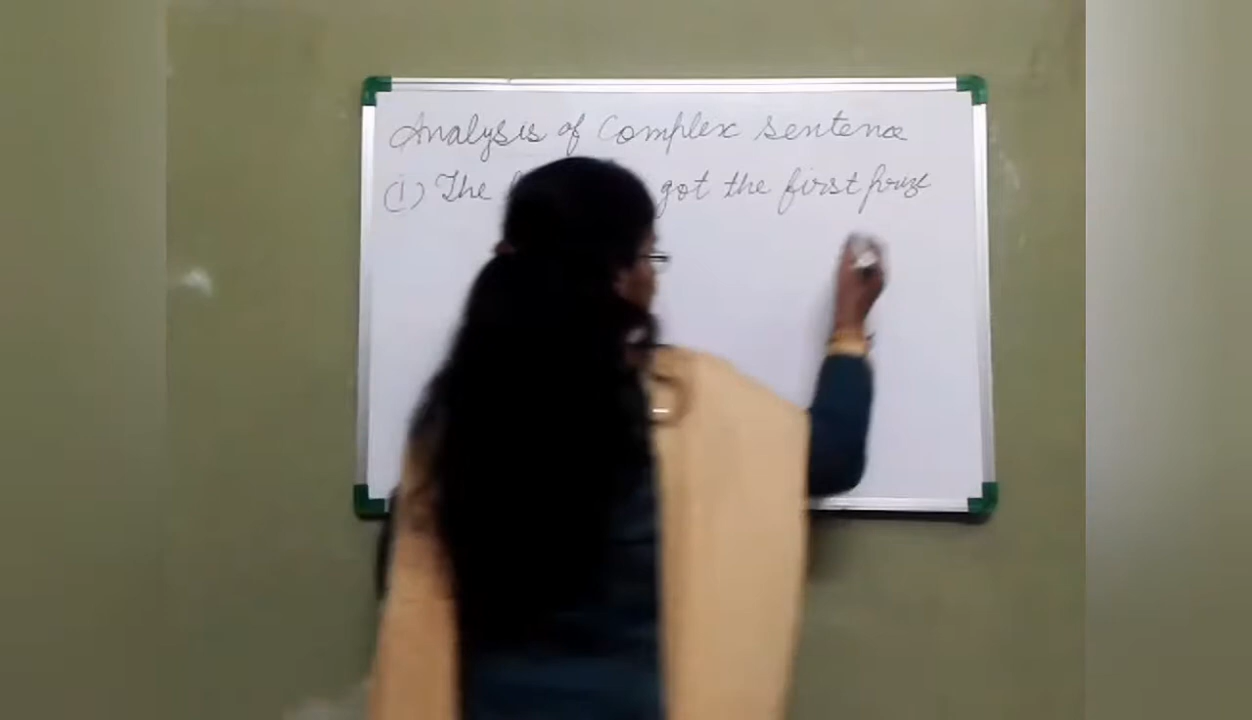 Analysis of Complex Sentence
(1) The got the first prize